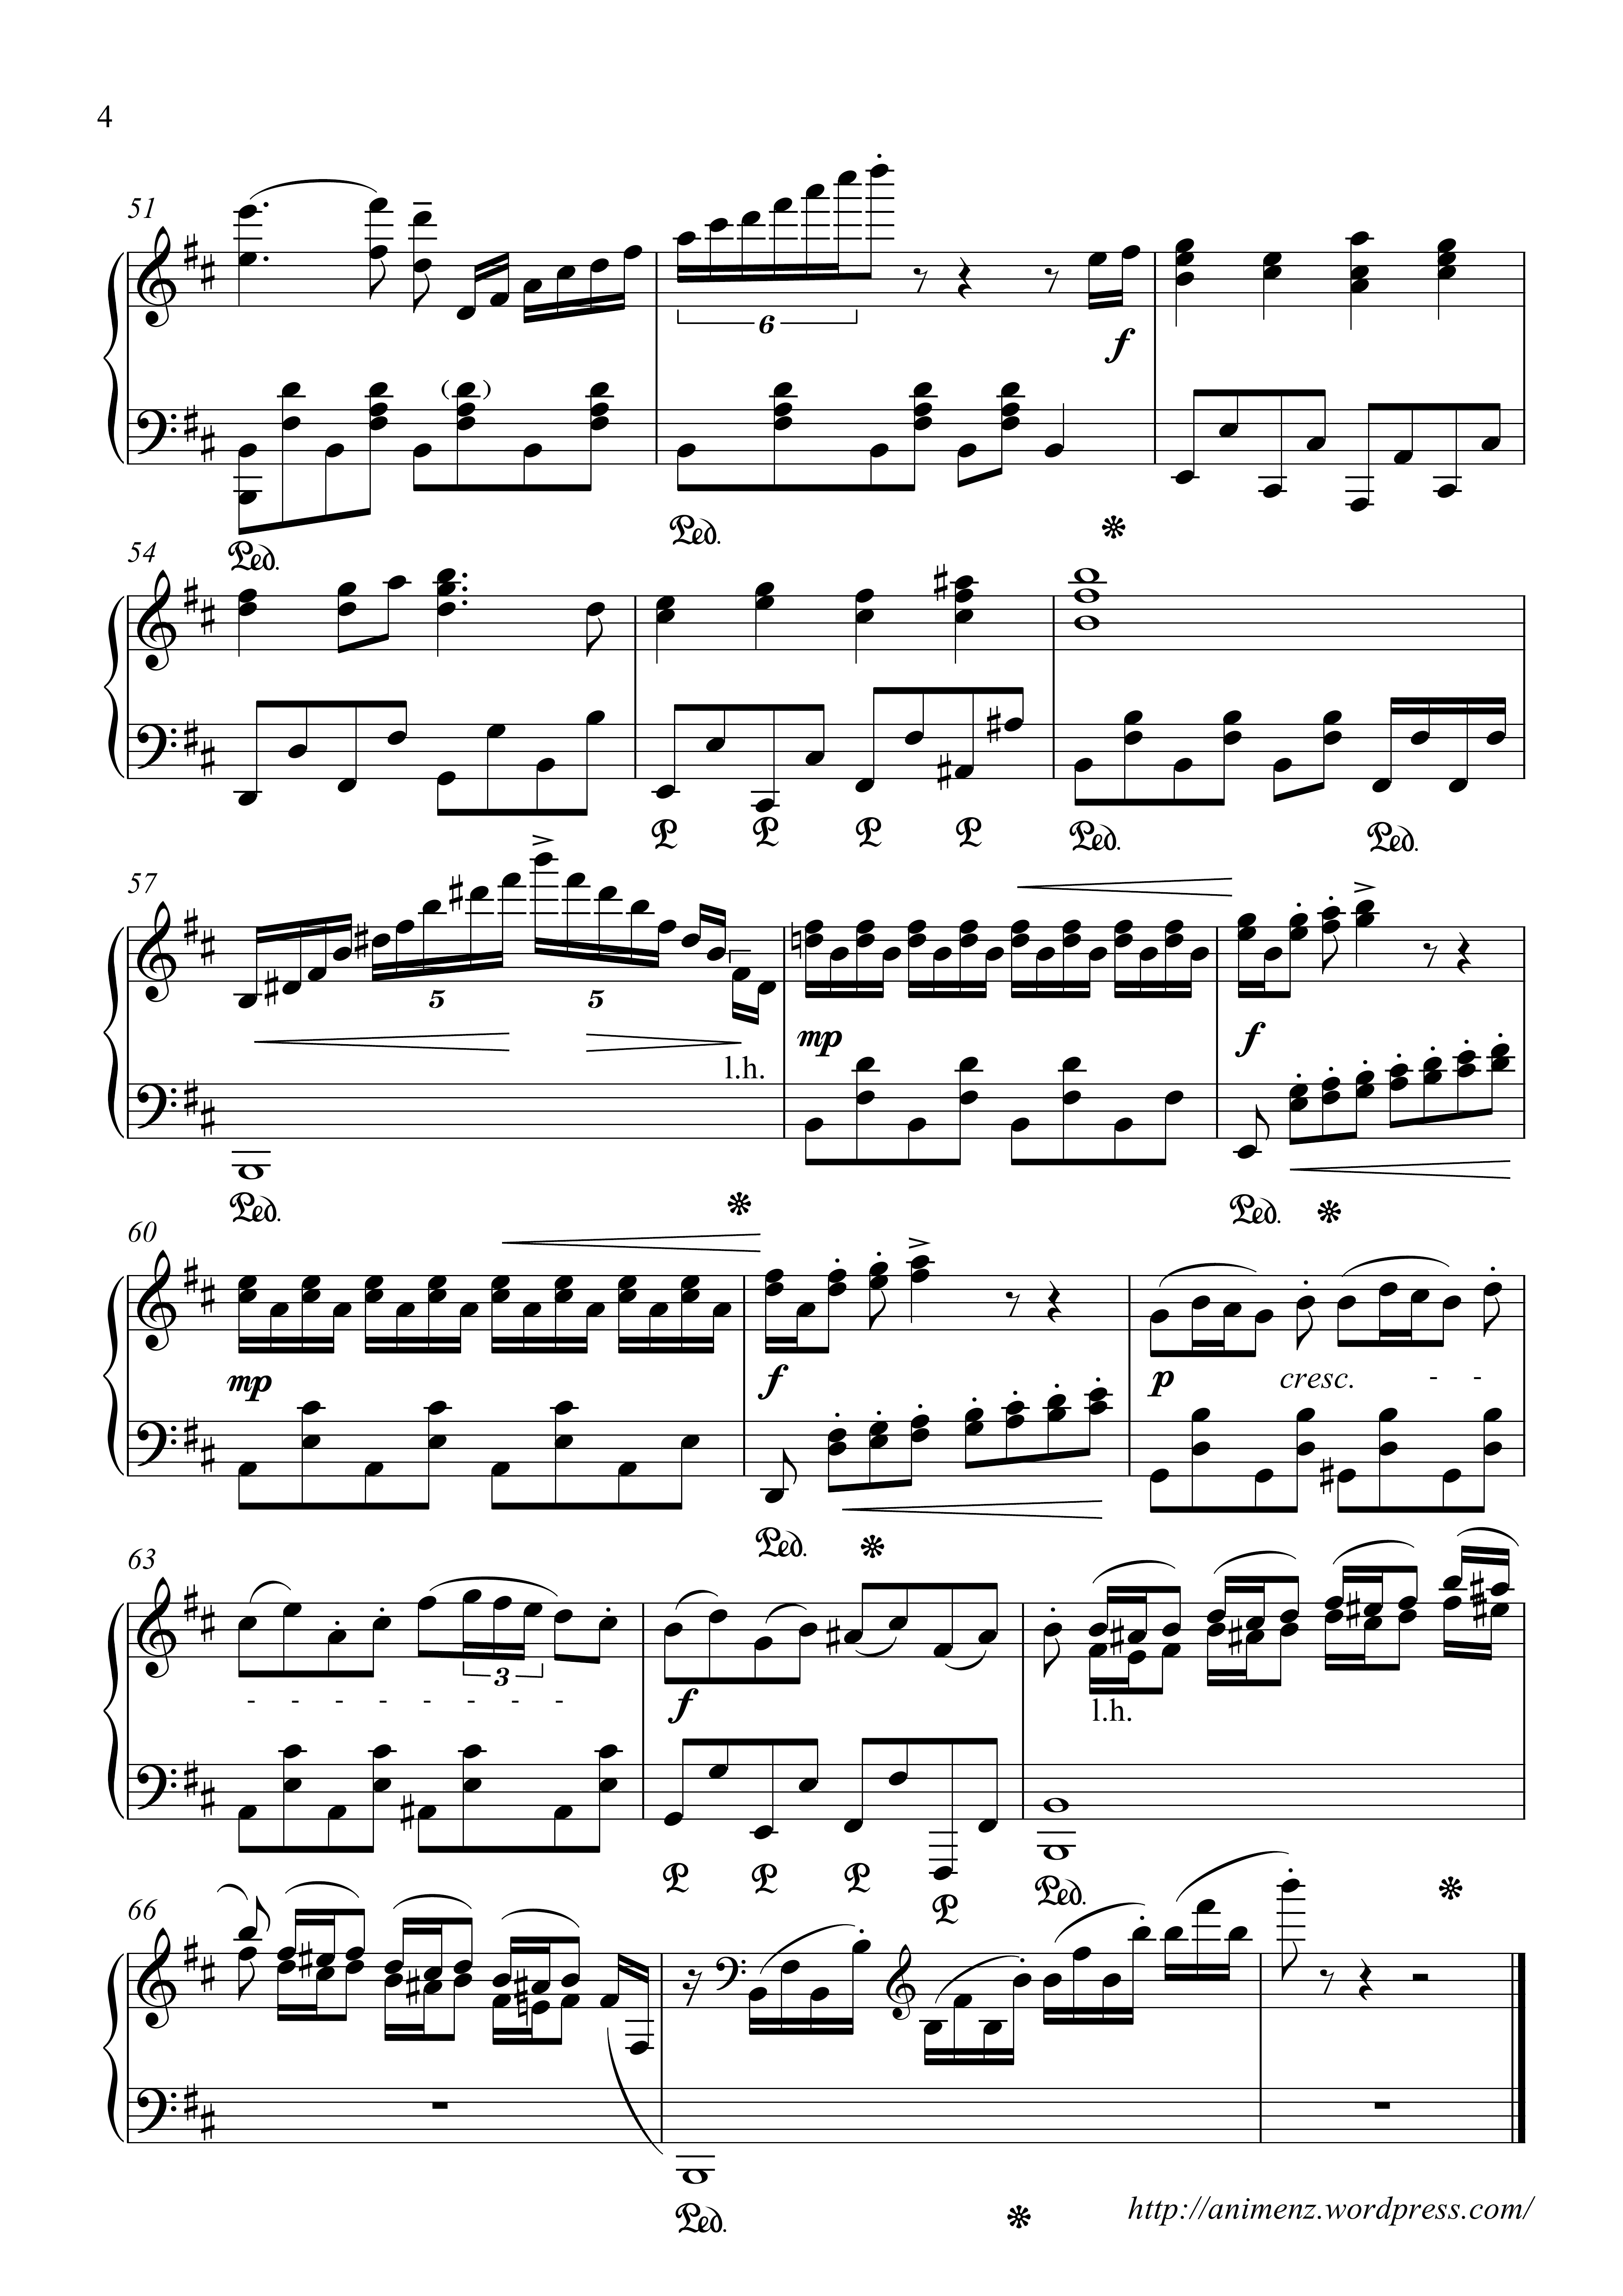 4
51
6
f
Ped.
Ped.
54
Ped.
Ped.
57
5
5
l.h.
mp
f
Ped.
Ped.
60
mp
f
p
cresc. - -
Ped.
63
- - - - - - - -
3
f
l.h.
Ped.
66
Ped.
http://animenz.wordpress.com/